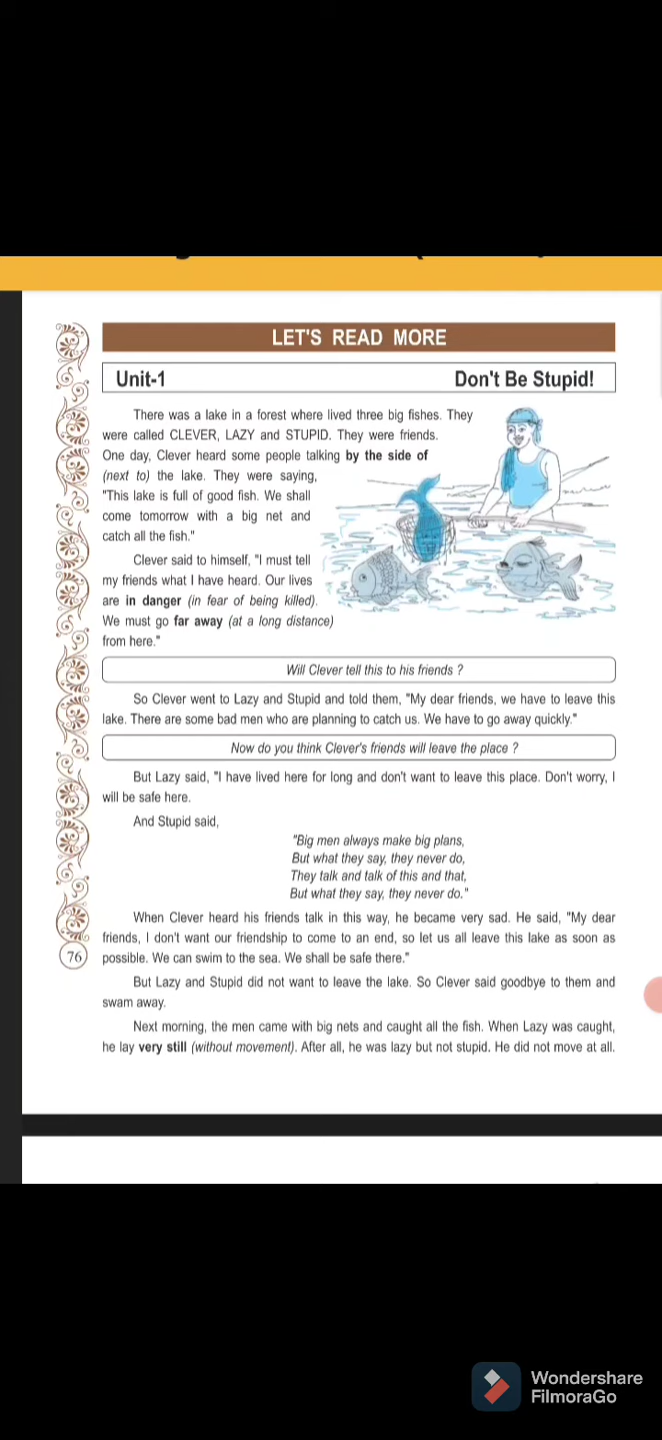 LET'S READ MORE
Unit-1 Don't Be Stupid!
There was a lake in a forest where lived three big fishes. They
were called CLEVER, LAZY and STUPID. They were friends.
One day, Clever heard some people talking by the side of
(next to) the lake. They were saying,
"This lake is full of good fish. We shall
come tomorrow with a big net and
catch all the fish."
Clever said to himself, "I must tell
my friends what I have heard. Our lives
are in danger (in fear of being killed).
We must go far away (at a long distance)
from here."
Will Clever tell this to his friends ?
So Clever went to Lazy and Stupid and told them, "My dear friends, we have to leave this
lake. There are some bad men who are planning to catch us. We have to go away quickly."
Now do you think Clever's friends will leave the place ?
But Lazy said, "I have lived here for long and don't want to leave this place. Don't worry, I
will be safe here.
And Stupid said,
"Big men always make big plans,
But what they say, they never do,
They talk and talk of this and that,
But what they say, they never do."
When Clever heard his friends talk in this way, he became very sad. He said, "My dear
friends, I don't want our friendship to come to an end, so let us all leave this lake as soon as
possible. We can swim to the sea. We shall be safe there."
76
But Lazy and Stupid did not want to leave the lake. So Clever said goodbye to them and
swam away.
Next morning, the men came with big nets and caught all the fish. When Lazy was caught,
he lay very still (without movement). After all, he was lazy but not stupid. He did not move at all.
Wondershare
FilmoraGo